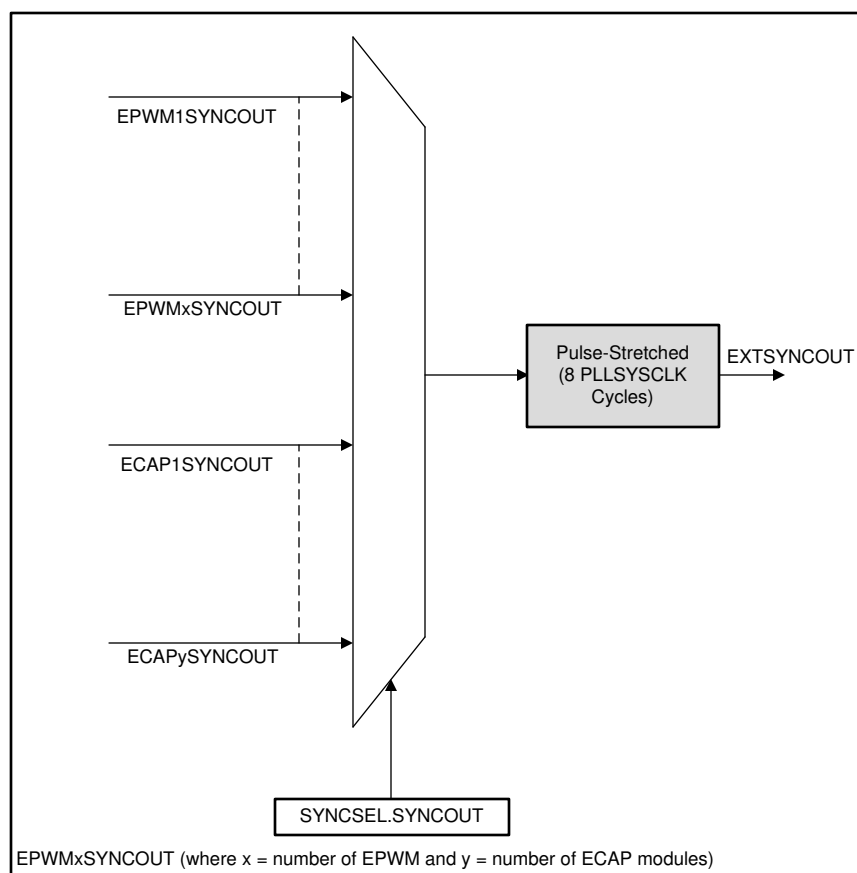 EPWM1SYNCOUT
EPWMxSYNCOUT
Pulse-Stretched
(8 PLLSYSCLK
Cycles)
EXTSYNCOUT
ECAP1SYNCOUT
ECAPySYNCOUT
SYNCSEL.SYNCOUT
EPWMxSYNCOUT (where x = number of EPWM and y = number of ECAP modules)